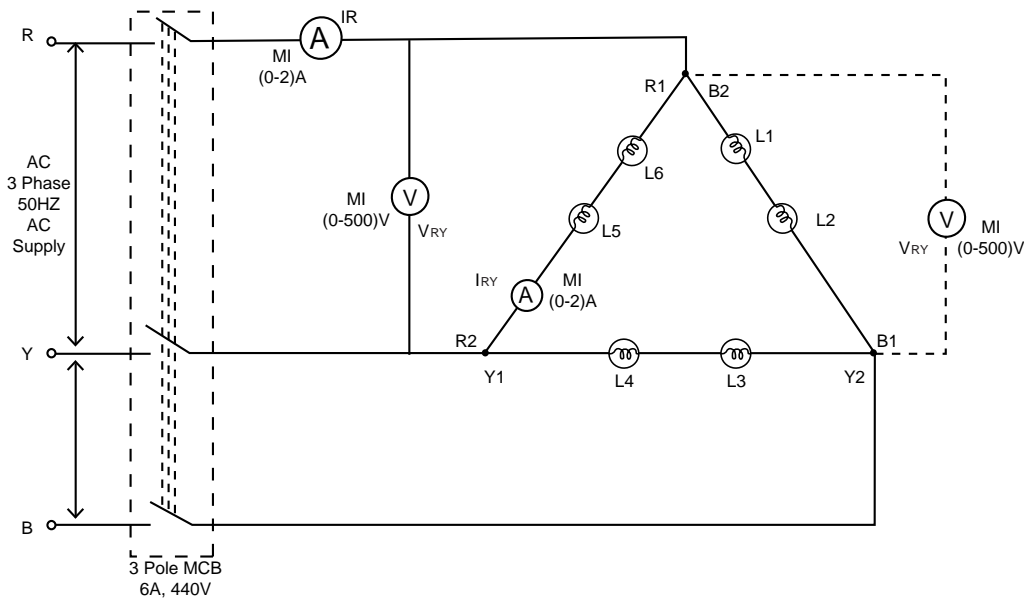 R
IR
A
MI
(0-2)A
R1
B2
L1
L6
AC
3 Phase
50HZ
AC
Supply
MI
(0-500)V
V
VRY
L5
L2
V
MI
(0-500)V
VRY
IRY
A
MI
(0-2)A
Y
R2
B1
Y1
L4
L3
Y2
B
3 Pole MCB
6A, 440V